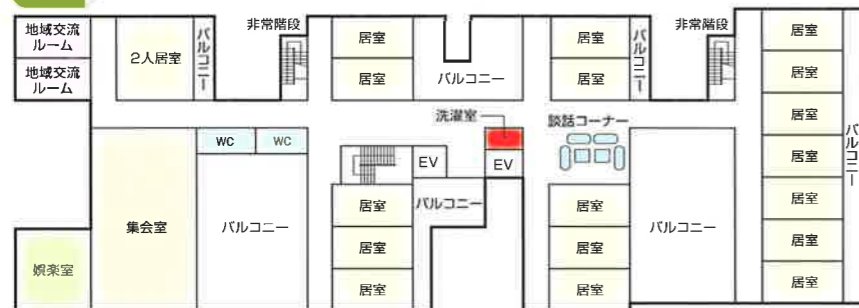 地域交流
ルーム
地域交流
ルーム
2人居室
バルコニー
非常階段
居室
居室
バルコニー
居室
居室
バルコニー
非常階段
居室
居室
居室
居室
居室
居室
居室
バルコニー
洗濯室
談話コーナー
WC
WC
EV
EV
集会室
バルコニー
居室
居室
居室
バルコニー
居室
居室
居室
バルコニー
娯楽室